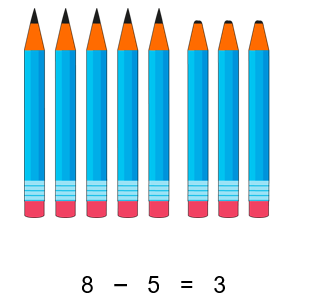 8 – 5 = 3